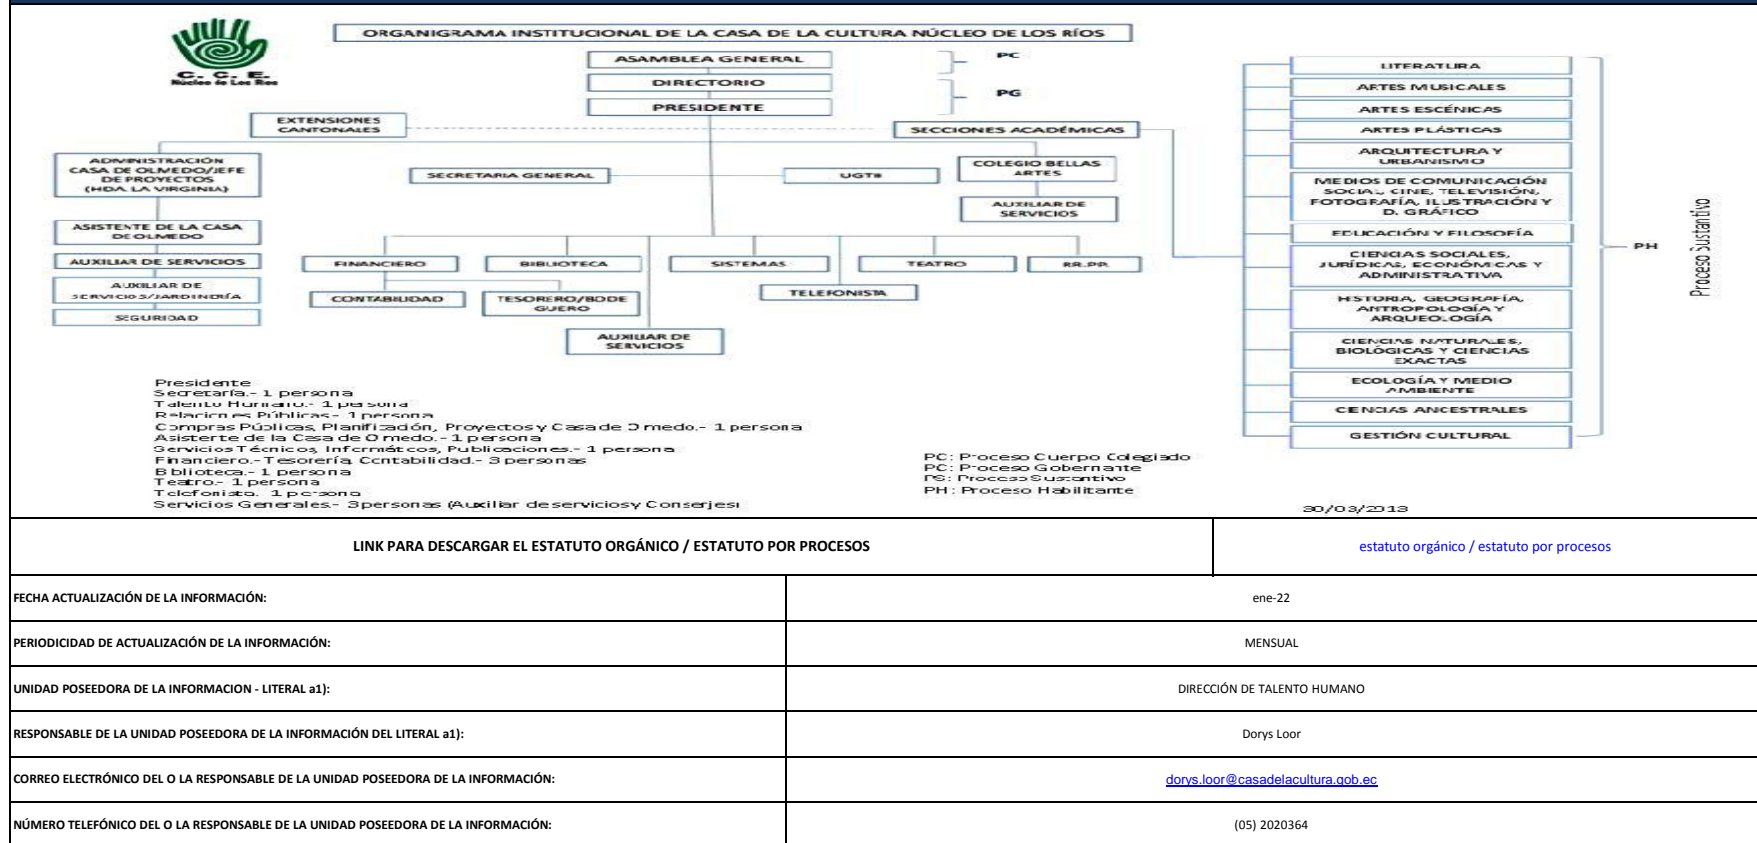 ORGANIGRAMA INSTITUCIONAL DE LA CASA DE LA CULTURA NÚCLEO DE LOS RÍOS
C. C. E.
Núcleo de Los Ríos
ASAMBLEA GENERAL
PC
DIRECTORIO
PG
PRESIDENTE
EXTENSIONES
CANTONALES
SECCIONES ACADÉMICAS
ADMINISTRACIÓN
CASA DE OLMEDO/JEFE
DE PROYECTOS
(HDA. LA VIRGINIA)
SECRETARIA GENERAL
UGTH
COLEGIO BELLAS
ARTES
AUXILIAR DE
SERVICIOS
ASISTENTE DE LA CASA
DE OLMEDO
AUXILIAR DE SERVICIOS
AUXILIAR DE
SERVICIOS/JARDINERÍA
SEGURIDAD
FINANCIERO
BIBLIOTECA
SISTEMAS
TEATRO
RR.PP.
CONTABILIDAD
TESORERO/BODE
GUERO
TELEFONISTA
AUXILIAR DE
SERVICIOS
LITERATURA
ARTES MUSICALES
ARTES ESCÉNICAS
ARTES PLÁSTICAS
ARQUITECTURA Y
URBANISMO
MEDIOS DE COMUNICACIÓN
SOCIAL, CINE, TELEVISIÓN,
FOTOGRAFÍA, ILUSTRACIÓN Y
D. GRÁFICO
EDUCACIÓN Y FILOSOFÍA
CIENCIAS SOCIALES,
JURÍDICAS, ECONÓMICAS Y
ADMINISTRATIVA
HISTORIA, GEOGRAFÍA,
ANTROPOLOGÍA Y
ARQUEOLOGÍA
CIENCIAS NATURALES,
BIOLÓGICAS Y CIENCIAS
EXACTAS
ECOLOGÍA Y MEDIO
AMBIENTE
CIENCIAS ANCESTRALES
GESTIÓN CULTURAL
PH
Proceso Sustantivo
Presidente
Secretaría.- 1 persona
Talento Humano.- 1 persona
Relaciones Públicas.- 1 persona
Compras Públicas, Planificación, Proyectos y Casa de Olmedo.- 1 persona
Asistente de la Casa de Olmedo.- 1 persona
Servicios Técnicos, Informáticos, Publicaciones.- 1 persona
Financiero.- Tesorería, Contabilidad.- 3 personas
Biblioteca.- 1 persona
Teatro.- 1 persona
Telefonista. 1 persona
Servicios Generales.- 3personas (Auxiliar de servicios y Conserjes)
PC: Proceso Cuerpo Colegiado
PC: Proceso Gobernante
PS: Proceso Sustantivo
PH: Proceso Habilitante
30/03/2013
LINK PARA DESCARGAR EL ESTATUTO ORGÁNICO / ESTATUTO POR PROCESOS
estatuto orgánico / estatuto por procesos
FECHA ACTUALIZACIÓN DE LA INFORMACIÓN:
ene-22
PERIODICIDAD DE ACTUALIZACIÓN DE LA INFORMACIÓN:
MENSUAL
UNIDAD POSEEDORA DE LA INFORMACION - LITERAL a1):
DIRECCIÓN DE TALENTO HUMANO
RESPONSABLE DE LA UNIDAD POSEEDORA DE LA INFORMACIÓN DEL LITERAL a1):
Dorys Loor
CORREO ELECTRÓNICO DEL O LA RESPONSABLE DE LA UNIDAD POSEEDORA DE LA INFORMACIÓN:
dorys.loor@casadelacultura.gob.ec
NÚMERO TELEFÓNICO DEL O LA RESPONSABLE DE LA UNIDAD POSEEDORA DE LA INFORMACIÓN:
(05) 2020364